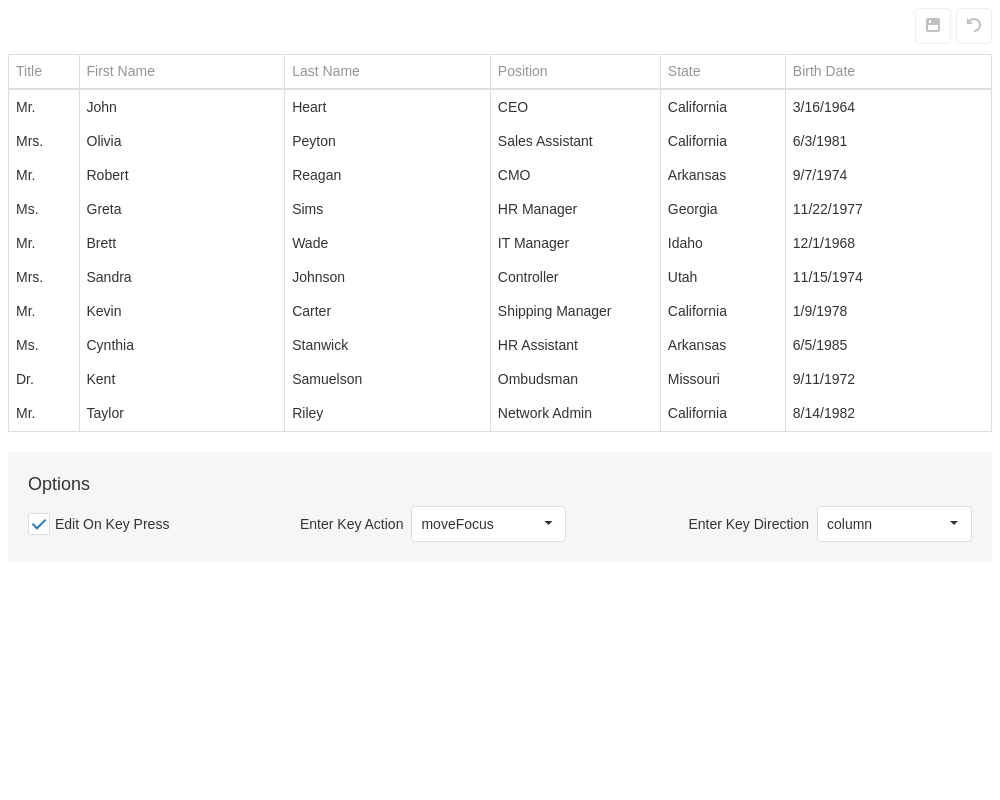 Title First Name Last Name Position State Birth Date
Mr. John Heart CEO California 3/16/1964
Mrs. Olivia Peyton Sales Assistant California 6/3/1981
Mr. Robert Reagan CMO Arkansas 9/7/1974
Ms. Greta Sims HR Manager Georgia 11/22/1977
Mr. Brett Wade IT Manager Idaho 12/1/1968
Mrs. Sandra Johnson Controller Utah 11/15/1974
Mr. Kevin Carter Shipping Manager California 1/9/1978
Ms. Cynthia Stanwick HR Assistant Arkansas 6/5/1985
Dr. Kent Samuelson Ombudsman Missouri 9/11/1972
Mr. Taylor Riley Network Admin California 8/14/1982
Options
Edit On Key Press Enter Key Action moveFocus Enter Key Direction column